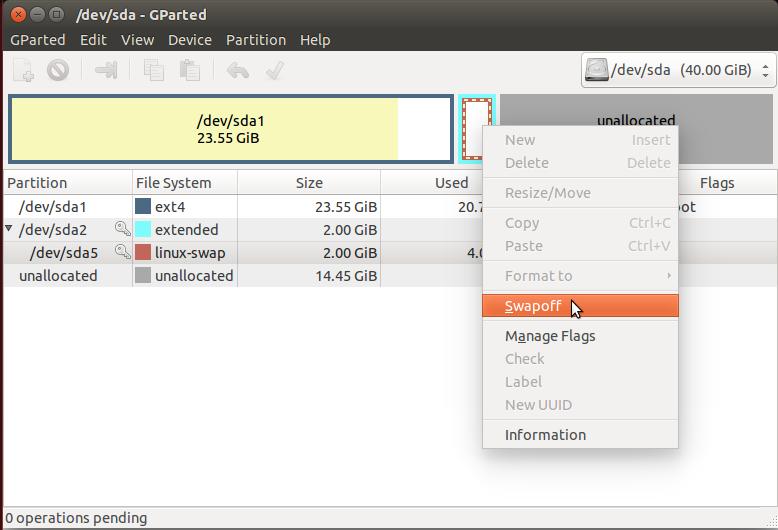 /dev/sda - GParted
GParted Edit View Device Partition Help
/dev/sda (40.00 GiB)
/dev/sda1
23.55 GiB
unallocated
Partition File System Size Used Flags
/dev/sda1 ext4 23.55 GiB 20.7
/dev/sda2 extended 2.00 GiB
/dev/sda5 linux-swap 2.00 GiB 4.0
unallocated unallocated 14.45 GiB
New Insert
Delete Delete
Resize/Move
Copy Ctrl+C
Paste Ctrl+V
Format to
Swapoff
Manage Flags
Check
Label
New UUID
Information
0 operations pending